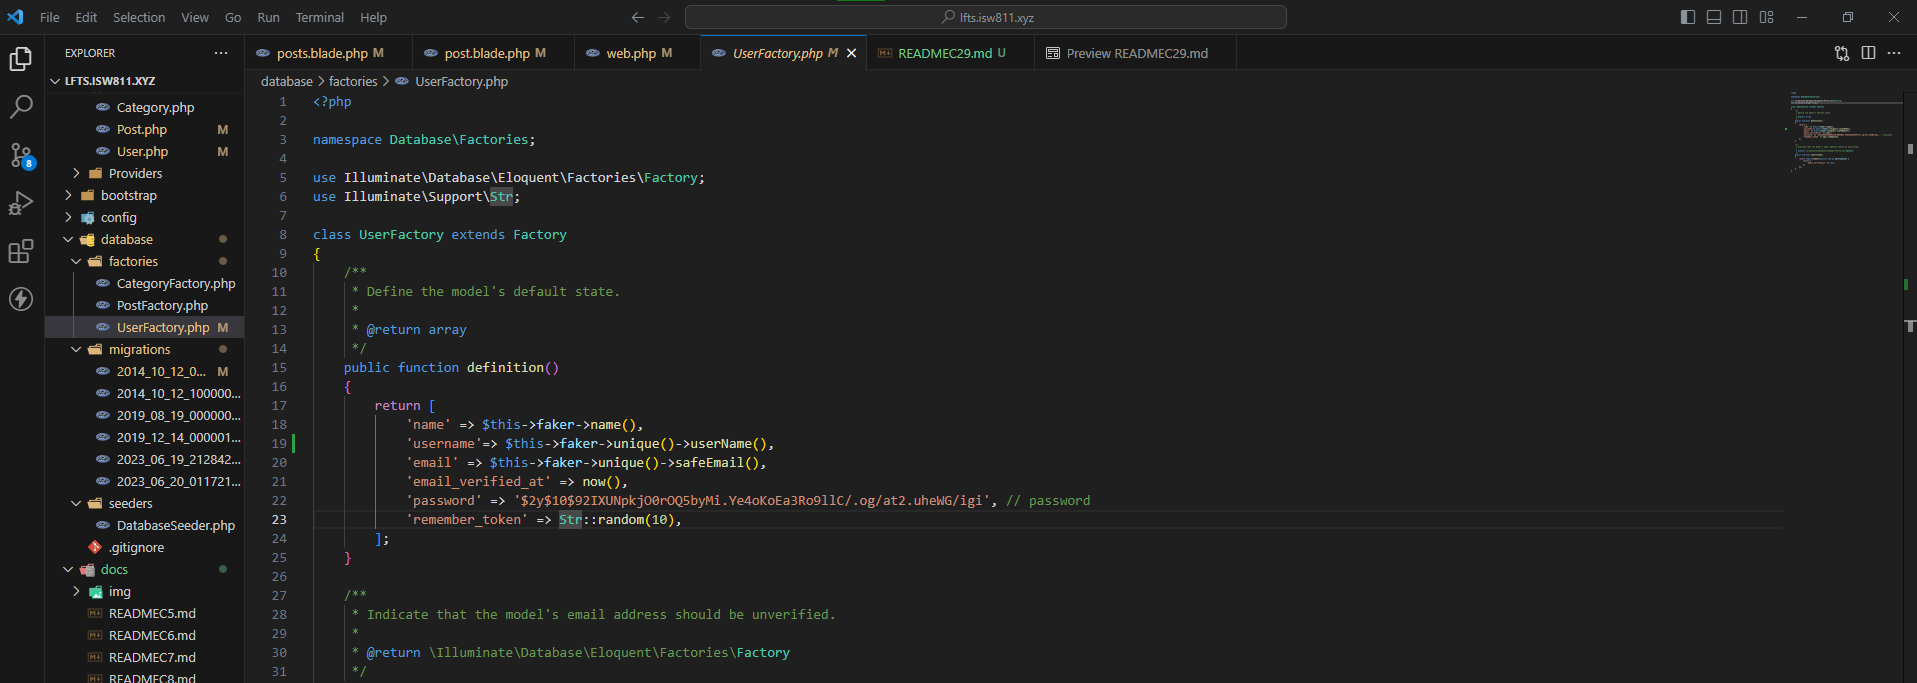 File Edit Selection View Go Run Terminal Help
lfts.isw811.xyz
EXPLORER
posts.blade.php M
post.blade.php M
web.php M
UserFactory.php M
READMEC29.md U
Preview READMEC29.md
LFTS.ISW811.XYZ
database > factories > UserFactory.php
Category.php
Post.php M
User.php M
Providers
bootstrap
config
database
factories
CategoryFactory.php
PostFactory.php
UserFactory.php M
migrations
2014_10_12_0... M
2014_10_12_100000...
2019_08_19_000000...
2019_12_14_000001...
2023_06_19_212842...
2023_06_20_011721...
seeders
DatabaseSeeder.php
.gitignore
docs
img
READMEC5.md
READMEC6.md
READMEC7.md
READMEC8.md
8
1 <?php
2
3 namespace Database\Factories;
4
5 use Illuminate\Database\Eloquent\Factories\Factory;
6 use Illuminate\Support\Str;
7
8 class UserFactory extends Factory
9 {
10 /**
11 * Define the model's default state.
12 *
13 * @return array
14 */
15 public function definition()
16 {
17 return [
18 'name' => $this->faker->name(),
19 'username'=> $this->faker->unique()->userName(),
20 'email' => $this->faker->unique()->safeEmail(),
21 'email_verified_at' => now(),
22 'password' => '$2y$10$92IXUNpkjO0rOQ5byMi.Ye4oKoEa3Ro9llC/.og/at2.uheWG/igi', // password
23 'remember_token' => Str::random(10),
24 ];
25 }
26
27 /**
28 * Indicate that the model's email address should be unverified.
29 *
30 * @return \Illuminate\Database\Eloquent\Factories\Factory
31 */